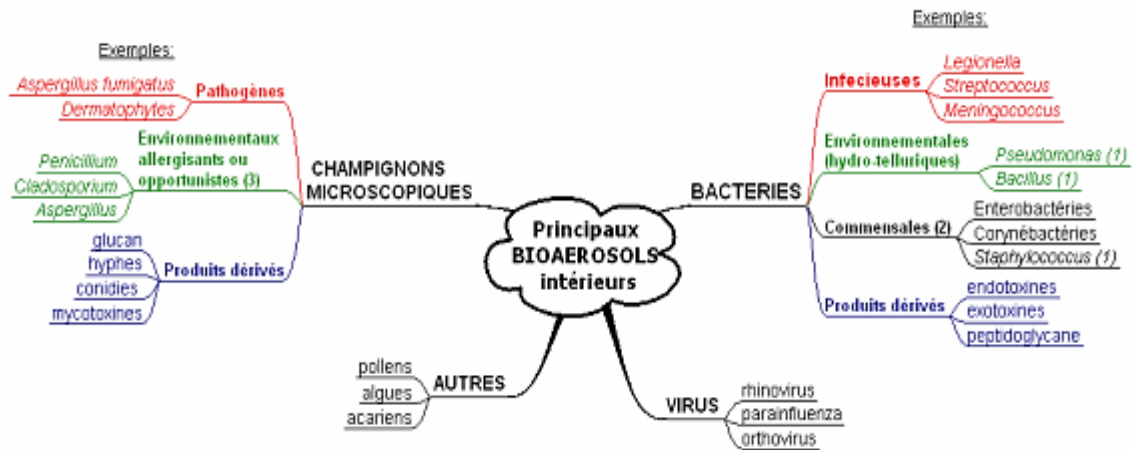 Exemples:
Aspergillus fumigatus
Dermatophytes
Pathogènes
Penicillium
Cladosporium
Aspergillus
Environnementaux
allergisants ou
opportunistes (3)
glucan
hyphes
conidies
mycotoxines
Produits dérivés
CHAMPIGNONS
MICROSCOPIQUES
Principaux
BIOAEROSOLS
intérieurs
BACTERIES
Exemples:
Infecieuses
Legionella
Streptococcus
Meningococcus
Environnementales
(hydro-telluriques)
Pseudomonas (1)
Bacillus (1)
Commensales (2)
Enterobactéries
Corynébactéries
Staphylococcus (1)
Produits dérivés
endotoxines
exotoxines
peptidoglycane
pollens
algues
acariens
AUTRES
VIRUS
rhinovirus
parainfluenza
orthovirus